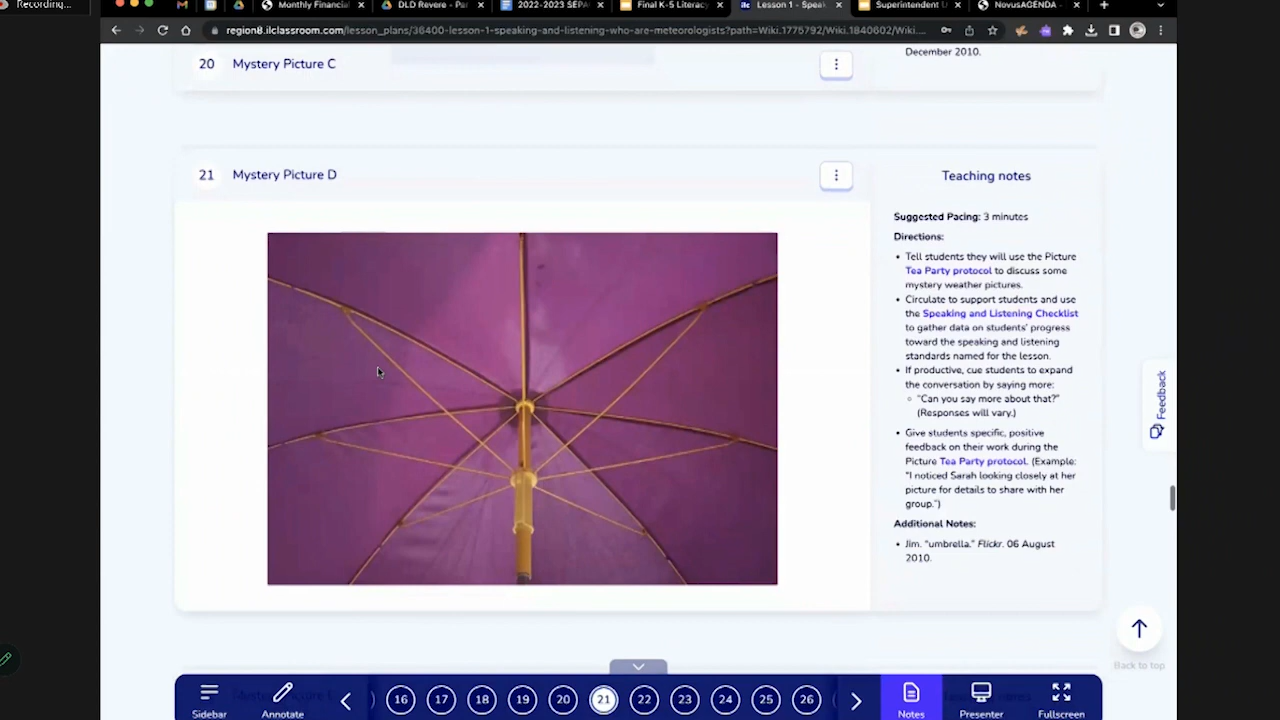 Recording...
Monthly Financial
DLD Revere - Par
2022-2023 SEPA
Final K-5 Literacy
Lesson 1 - Speak
Superintendent U
NovusAGENDA
region8.ilclassroom.com/lesson_plans/36400-lesson-1-speaking-and-listening-who-are-meteorologists?path=Wiki.1775792/Wiki.1840602/Wiki....
20 Mystery Picture C
December 2010.
21 Mystery Picture D
Teaching notes
Suggested Pacing: 3 minutes
Directions:
• Tell students they will use the Picture
Tea Party protocol to discuss some
mystery weather pictures.
• Circulate to support students and use
the Speaking and Listening Checklist
to gather data on students' progress
toward the speaking and listening
standards named for the lesson.
• If productive, cue students to expand
the conversation by saying more:
"Can you say more about that?"
(Responses will vary.)
• Give students specific, positive
feedback on their work during the
Picture Tea Party protocol. (Example:
"I noticed Sarah looking closely at her
picture for details to share with her
group.")
Additional Notes:
• Jim. "umbrella." Flickr. 06 August
2010.
Feedback
Back to top
Sidebar
Annotate
16 17 18 19 20 21 22 23 24 25 26
Notes
Presenter
Fullscreen